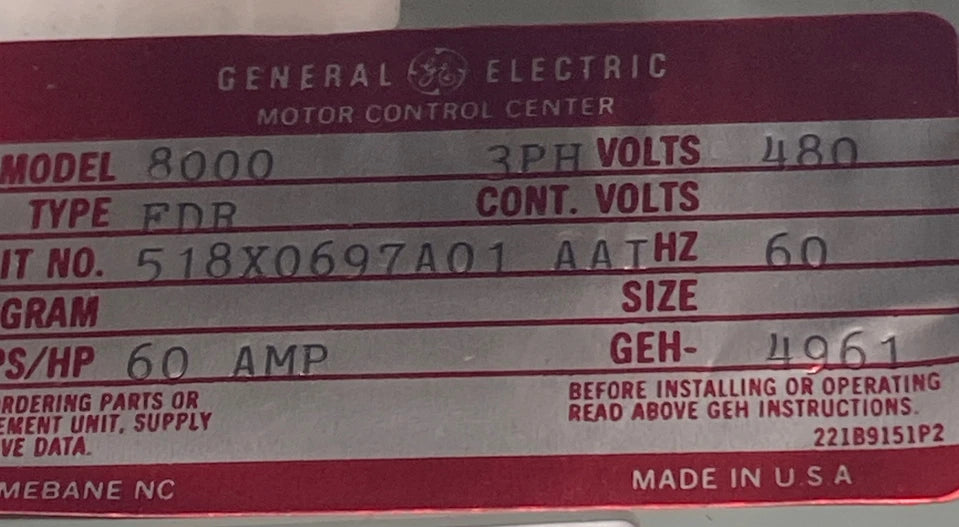 GENERAL GE ELECTRIC
MOTOR CONTROL CENTER
MODEL 8000 3PH VOLTS 480
TYPE FDR CONT. VOLTS
IT NO. 518X0697A01 AAT HZ 60
GRAM SIZE
PS/HP 60 AMP GEH- 4961
RDERING PARTS OR
EMENT UNIT, SUPPLY
VE DATA.
BEFORE INSTALLING OR OPERATING
READ ABOVE GEH INSTRUCTIONS.
221B9151P2
MEBANE NC MADE IN U.S.A